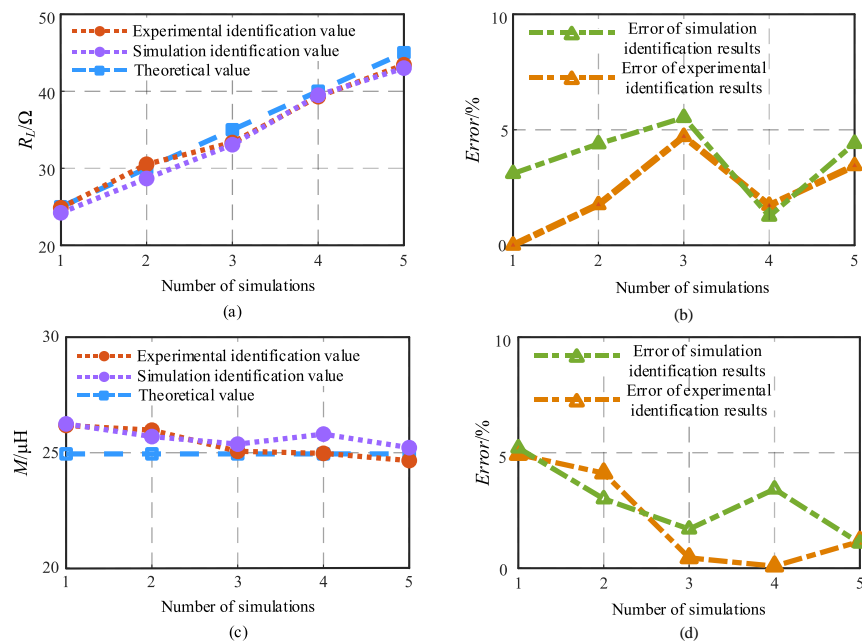 50
40
30
20
R_L/Ω
Experimental identification value
Simulation identification value
Theoretical value
1 2 3 4 5
Number of simulations
(a)
10
5
0
Error/%
Error of simulation
identification results
Error of experimental
identification results
1 2 3 4 5
Number of simulations
(b)
30
25
20
M/μH
Experimental identification value
Simulation identification value
Theoretical value
1 2 3 4 5
Number of simulations
(c)
10
5
0
Error/%
Error of simulation
identification results
Error of experimental
identification results
1 2 3 4 5
Number of simulations
(d)